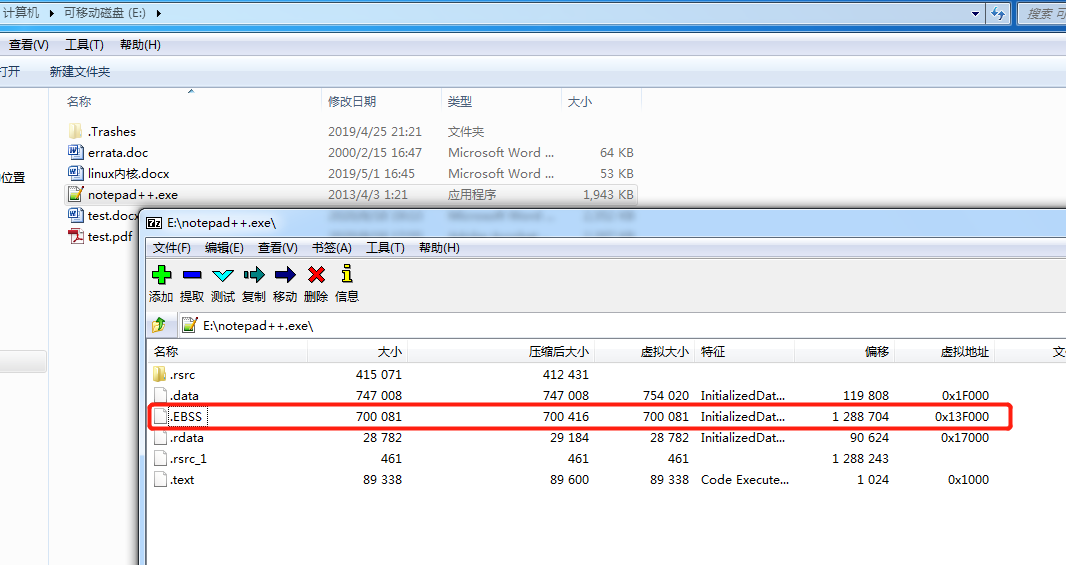 计算机 ▸ 可移动磁盘 (E:) ▸ 搜索 可
查看(V) 工具(T) 帮助(H)
打开 新建文件夹
名称 修改日期 类型 大小
.Trashes 2019/4/25 21:21 文件夹
errata.doc 2000/2/15 16:47 Microsoft Word ... 64 KB
linux内核.docx 2019/5/1 16:45 Microsoft Word ... 53 KB
位置
notepad++.exe 2013/4/3 1:21 应用程序 1,943 KB
test.docx
test.pdf
7z E:\notepad++.exe\
文件(F) 编辑(E) 查看(V) 书签(A) 工具(T) 帮助(H)
添加 提取 测试 复制 移动 删除 信息
E:\notepad++.exe\
名称 大小 压缩后大小 虚拟大小 特征 偏移 虚拟地址 文
.rsrc 415 071 412 431
.data 747 008 747 008 754 020 InitializedDat... 119 808 0x1F000
.EBSS 700 081 700 416 700 081 InitializedDat... 1 288 704 0x13F000
.rdata 28 782 29 184 28 782 InitializedDat... 90 624 0x17000
.rsrc_1 461 461 461 1 288 243
.text 89 338 89 600 89 338 Code Execute... 1 024 0x1000